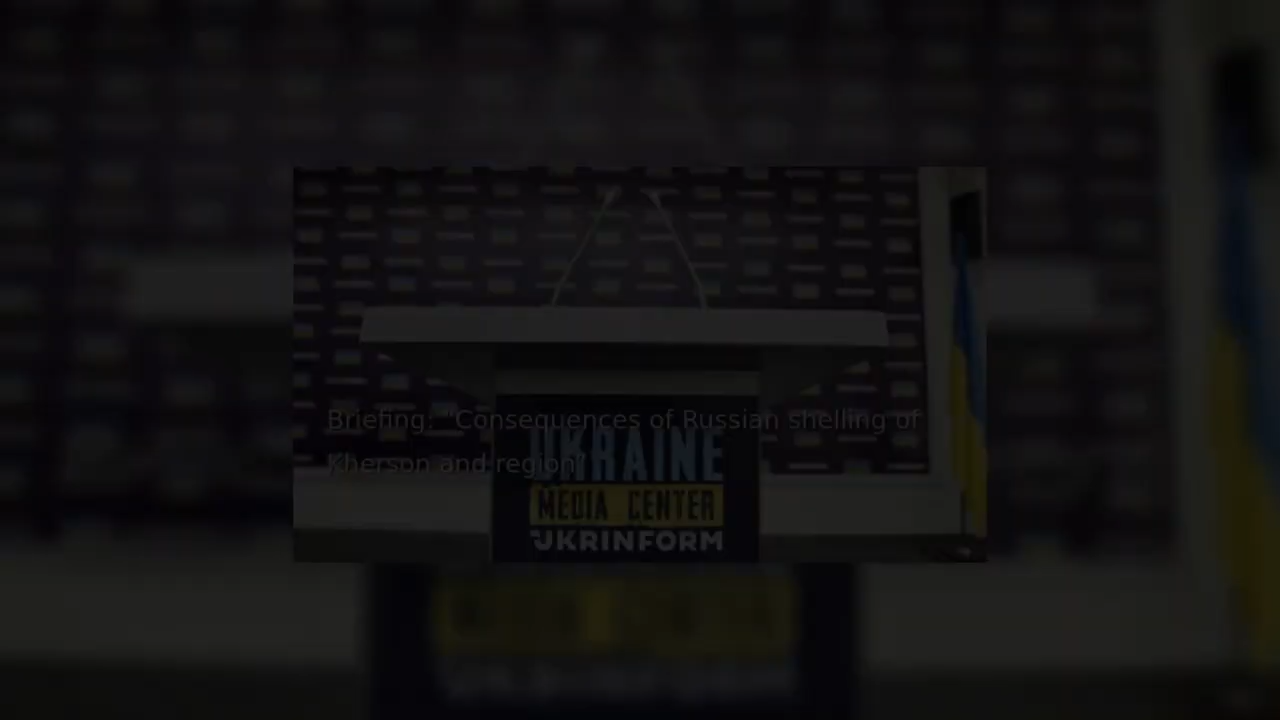 Briefing: "Consequences of Russian shelling of
Kherson and region"
UKRAINE
MEDIA CENTER
UKRINFORM